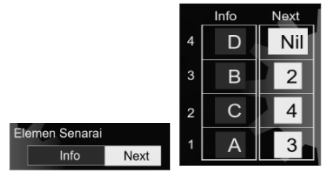 Elemen Senarai
Info Next
Info Next
4 D Nil
3 B 2
2 C 4
1 A 3